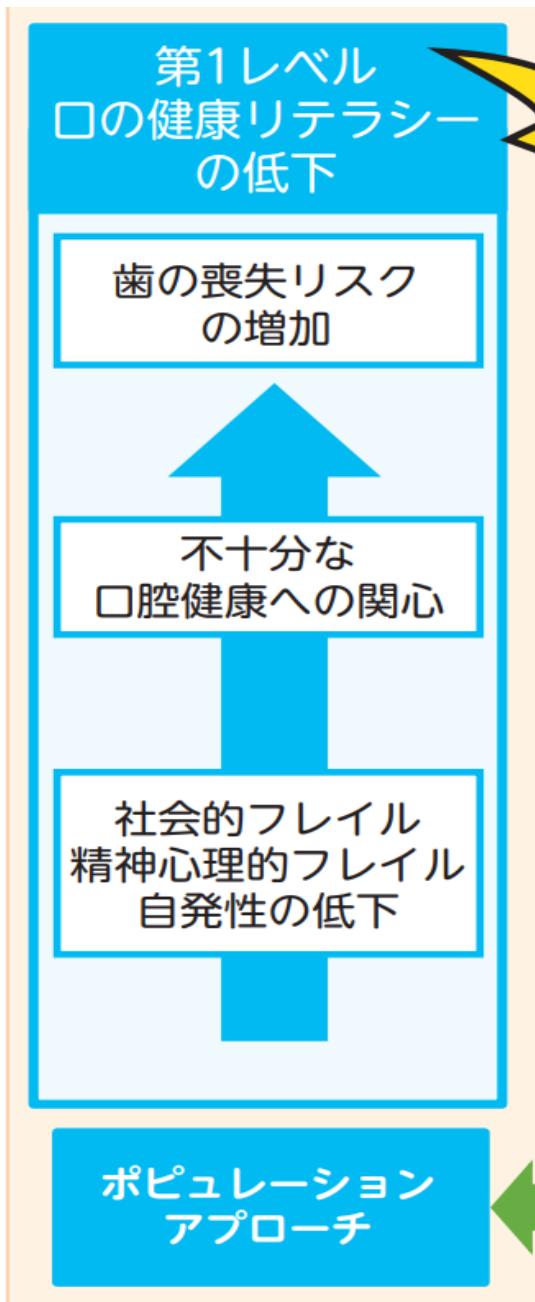 第1レベル
口の健康リテラシー
の低下
歯の喪失リスク
の増加
不十分な
口腔健康への関心
社会的フレイル
精神心理的フレイル
自発性の低下
ポピュレーション
アプローチ